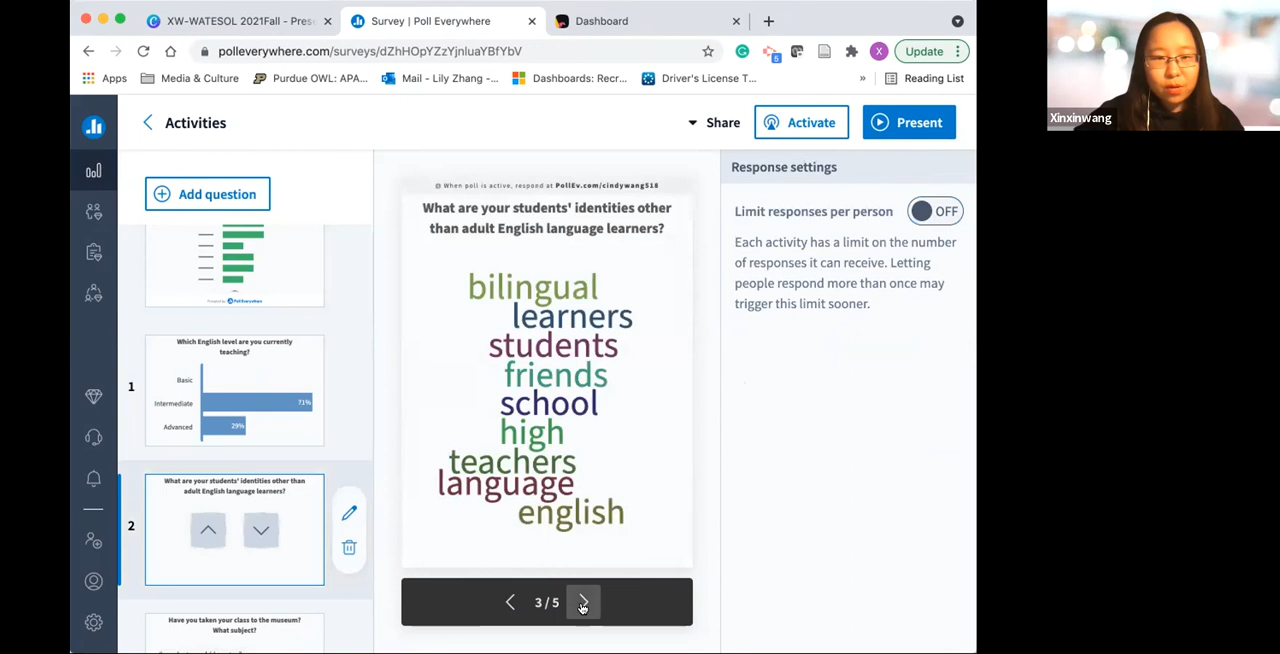 XW-WATESOL 2021Fall - Prese
Survey | Poll Everywhere
Dashboard
polleverywhere.com/surveys/dZhHOpYZzYjnluaYBfYbV
5
X
Update
Apps
Media & Culture
Purdue OWL: APA...
Mail - Lily Zhang -...
Dashboards: Recr...
Driver's License T...
»
Reading List
Activities
Share
Activate
Present
Add question
Powered by Poll Everywhere
1
Which English level are you currently
teaching?
Basic
Intermediate
71%
Advanced
29%
2
What are your students' identities other than
adult English language learners?
Have you taken your class to the museum?
What subject?
When poll is active, respond at PollEv.com/cindywang518
What are your students' identities other
than adult English language learners?
bilingual
learners
students
friends
school
high
teachers
language
english
3 / 5
Response settings
Limit responses per person
OFF
Each activity has a limit on the number
of responses it can receive. Letting
people respond more than once may
trigger this limit sooner.
Xinxinwang